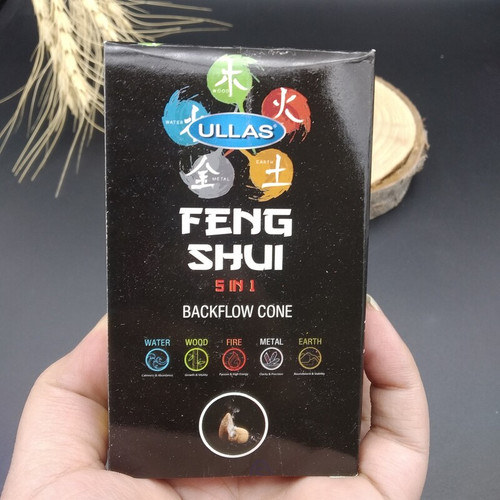 木
WOOD
火
WATER
ULLAS®
EARTH
金
土
METAL
FENG
SHUI
5 IN 1
BACKFLOW CONE
WATER WOOD FIRE METAL EARTH